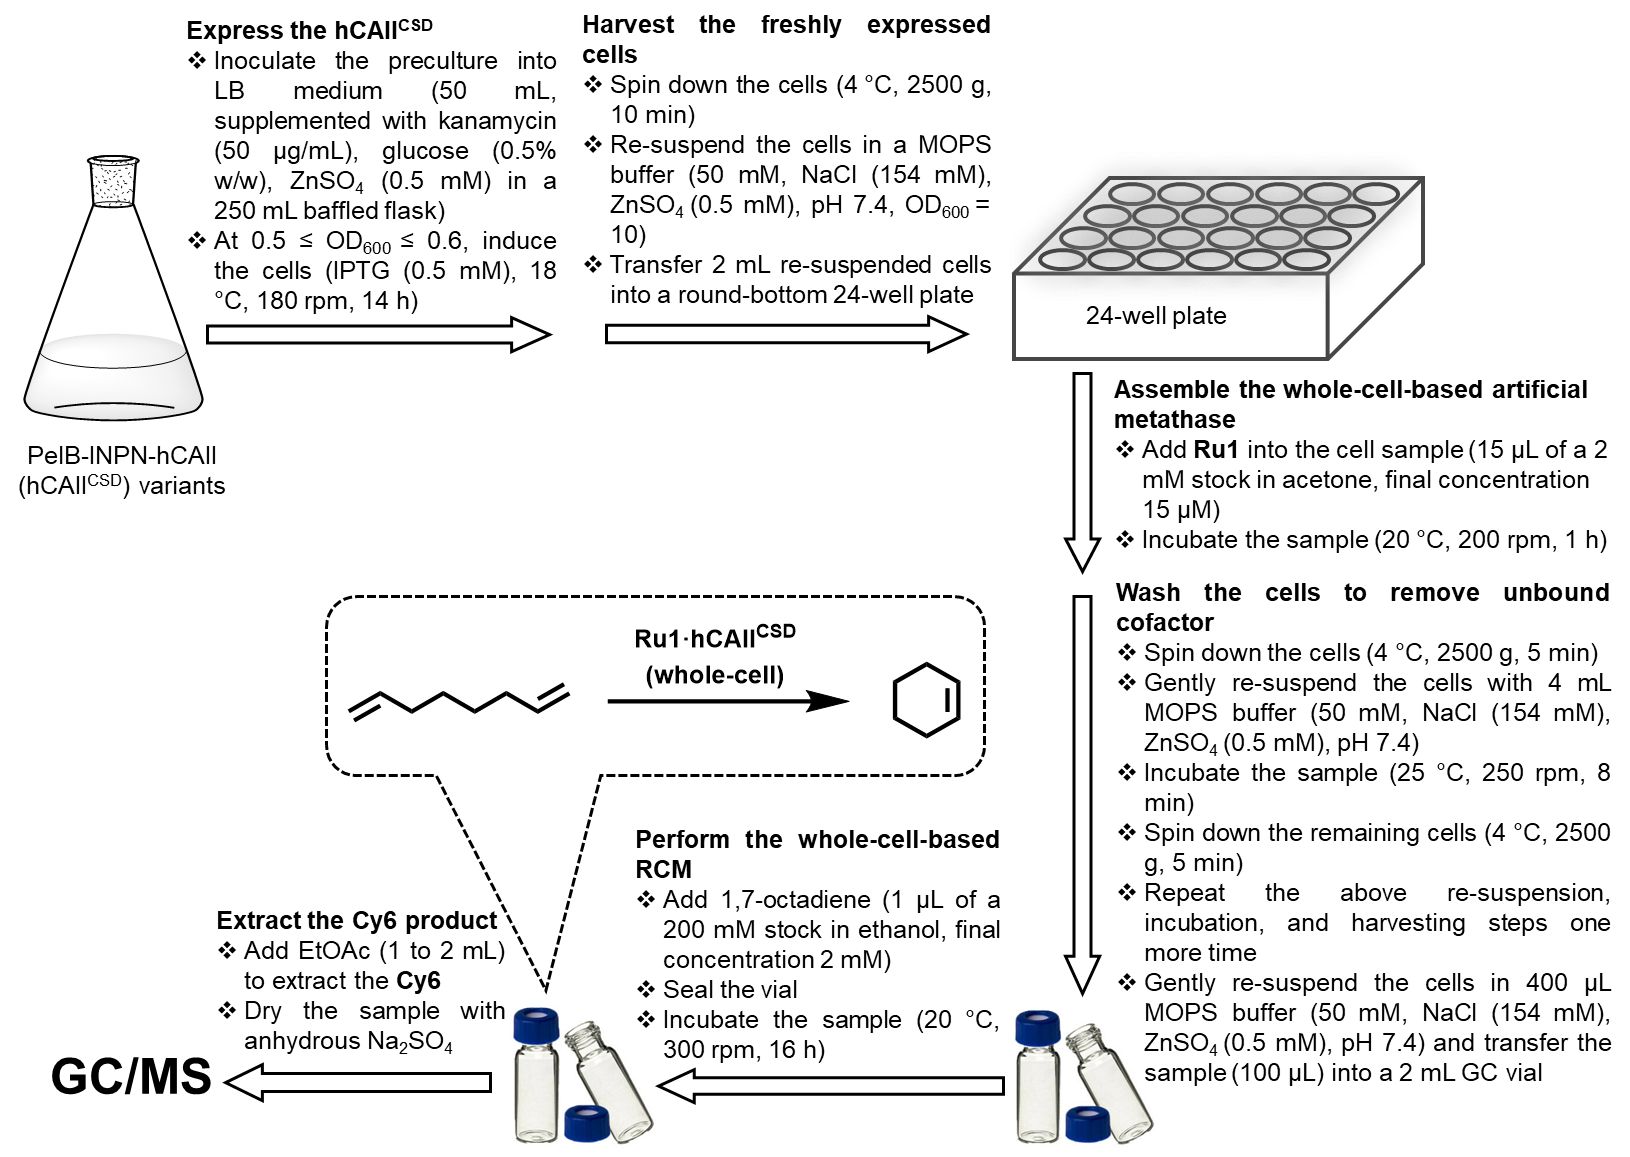 Express the hCAII^CSD
❖ Inoculate the preculture into
LB medium (50 mL,
supplemented with kanamycin
(50 µg/mL), glucose (0.5%
w/w), ZnSO₄ (0.5 mM) in a
250 mL baffled flask)
❖ At 0.5 ≤ OD₆₀₀ ≤ 0.6, induce
the cells (IPTG (0.5 mM), 18
°C, 180 rpm, 14 h)
PelB-INPN-hCAII
(hCAII^CSD) variants
Harvest the freshly expressed
cells
❖ Spin down the cells (4 °C, 2500 g,
10 min)
❖ Re-suspend the cells in a MOPS
buffer (50 mM, NaCl (154 mM),
ZnSO₄ (0.5 mM), pH 7.4, OD₆₀₀ =
10)
❖ Transfer 2 mL re-suspended cells
into a round-bottom 24-well plate
24-well plate
Assemble the whole-cell-based artificial
metathase
❖ Add Ru1 into the cell sample (15 µL of a 2
mM stock in acetone, final concentration
15 µM)
❖ Incubate the sample (20 °C, 200 rpm, 1 h)
Wash the cells to remove unbound
cofactor
❖ Spin down the cells (4 °C, 2500 g, 5 min)
❖ Gently re-suspend the cells with 4 mL
MOPS buffer (50 mM, NaCl (154 mM),
ZnSO₄ (0.5 mM), pH 7.4)
❖ Incubate the sample (25 °C, 250 rpm, 8
min)
❖ Spin down the remaining cells (4 °C, 2500
g, 5 min)
❖ Repeat the above re-suspension,
incubation, and harvesting steps one
more time
❖ Gently re-suspend the cells in 400 µL
MOPS buffer (50 mM, NaCl (154 mM),
ZnSO₄ (0.5 mM), pH 7.4) and transfer the
sample (100 µL) into a 2 mL GC vial
Ru1·hCAII^CSD
(whole-cell)
Perform the whole-cell-based
RCM
❖ Add 1,7-octadiene (1 µL of a
200 mM stock in ethanol, final
concentration 2 mM)
❖ Seal the vial
❖ Incubate the sample (20 °C,
300 rpm, 16 h)
Extract the Cy6 product
❖ Add EtOAc (1 to 2 mL)
to extract the Cy6
❖ Dry the sample with
anhydrous Na₂SO₄
GC/MS